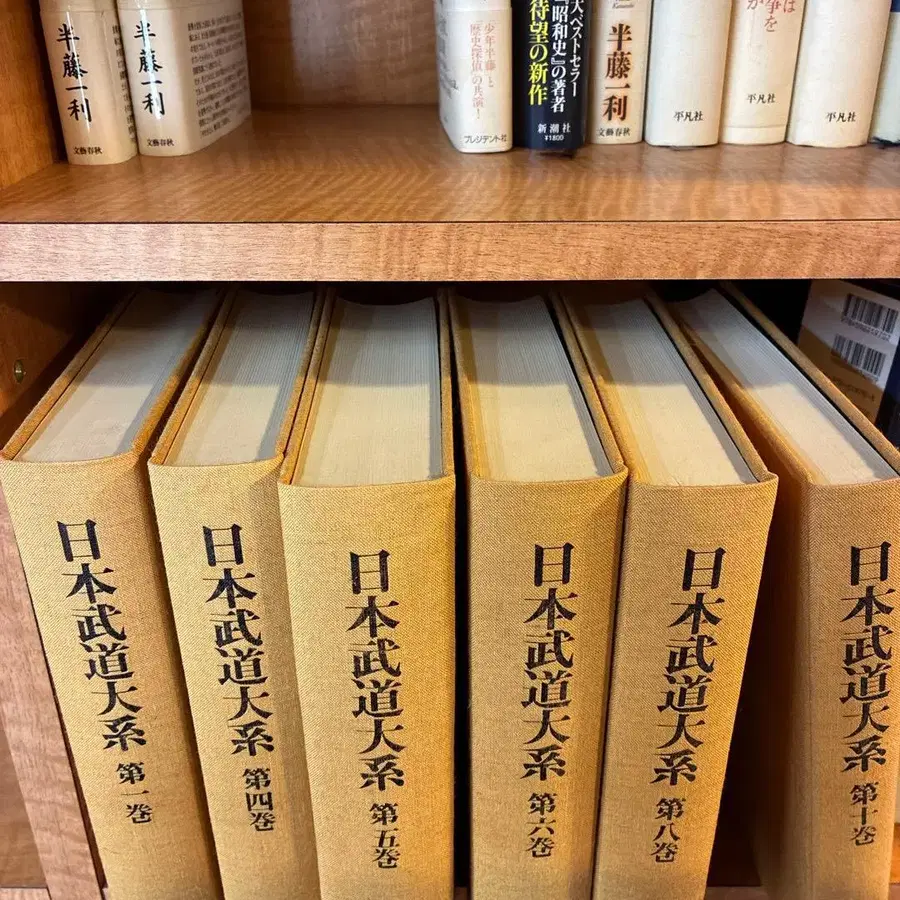 半藤一利
文藝春秋
半藤一利
文藝春秋
少年半藤と
「歴史探偵」の共演!
プレジデント社
大ベストセラー
『昭和史』の著者
待望の新作
新潮社
¥1800
半藤一利
文藝春秋
平凡社
は
争を
か
平凡社
平凡社
日本武道大系 第一巻
日本武道大系 第四巻
日本武道大系 第五巻
日本武道大系 第六巻
日本武道大系 第八巻
日本武道大系 第十巻